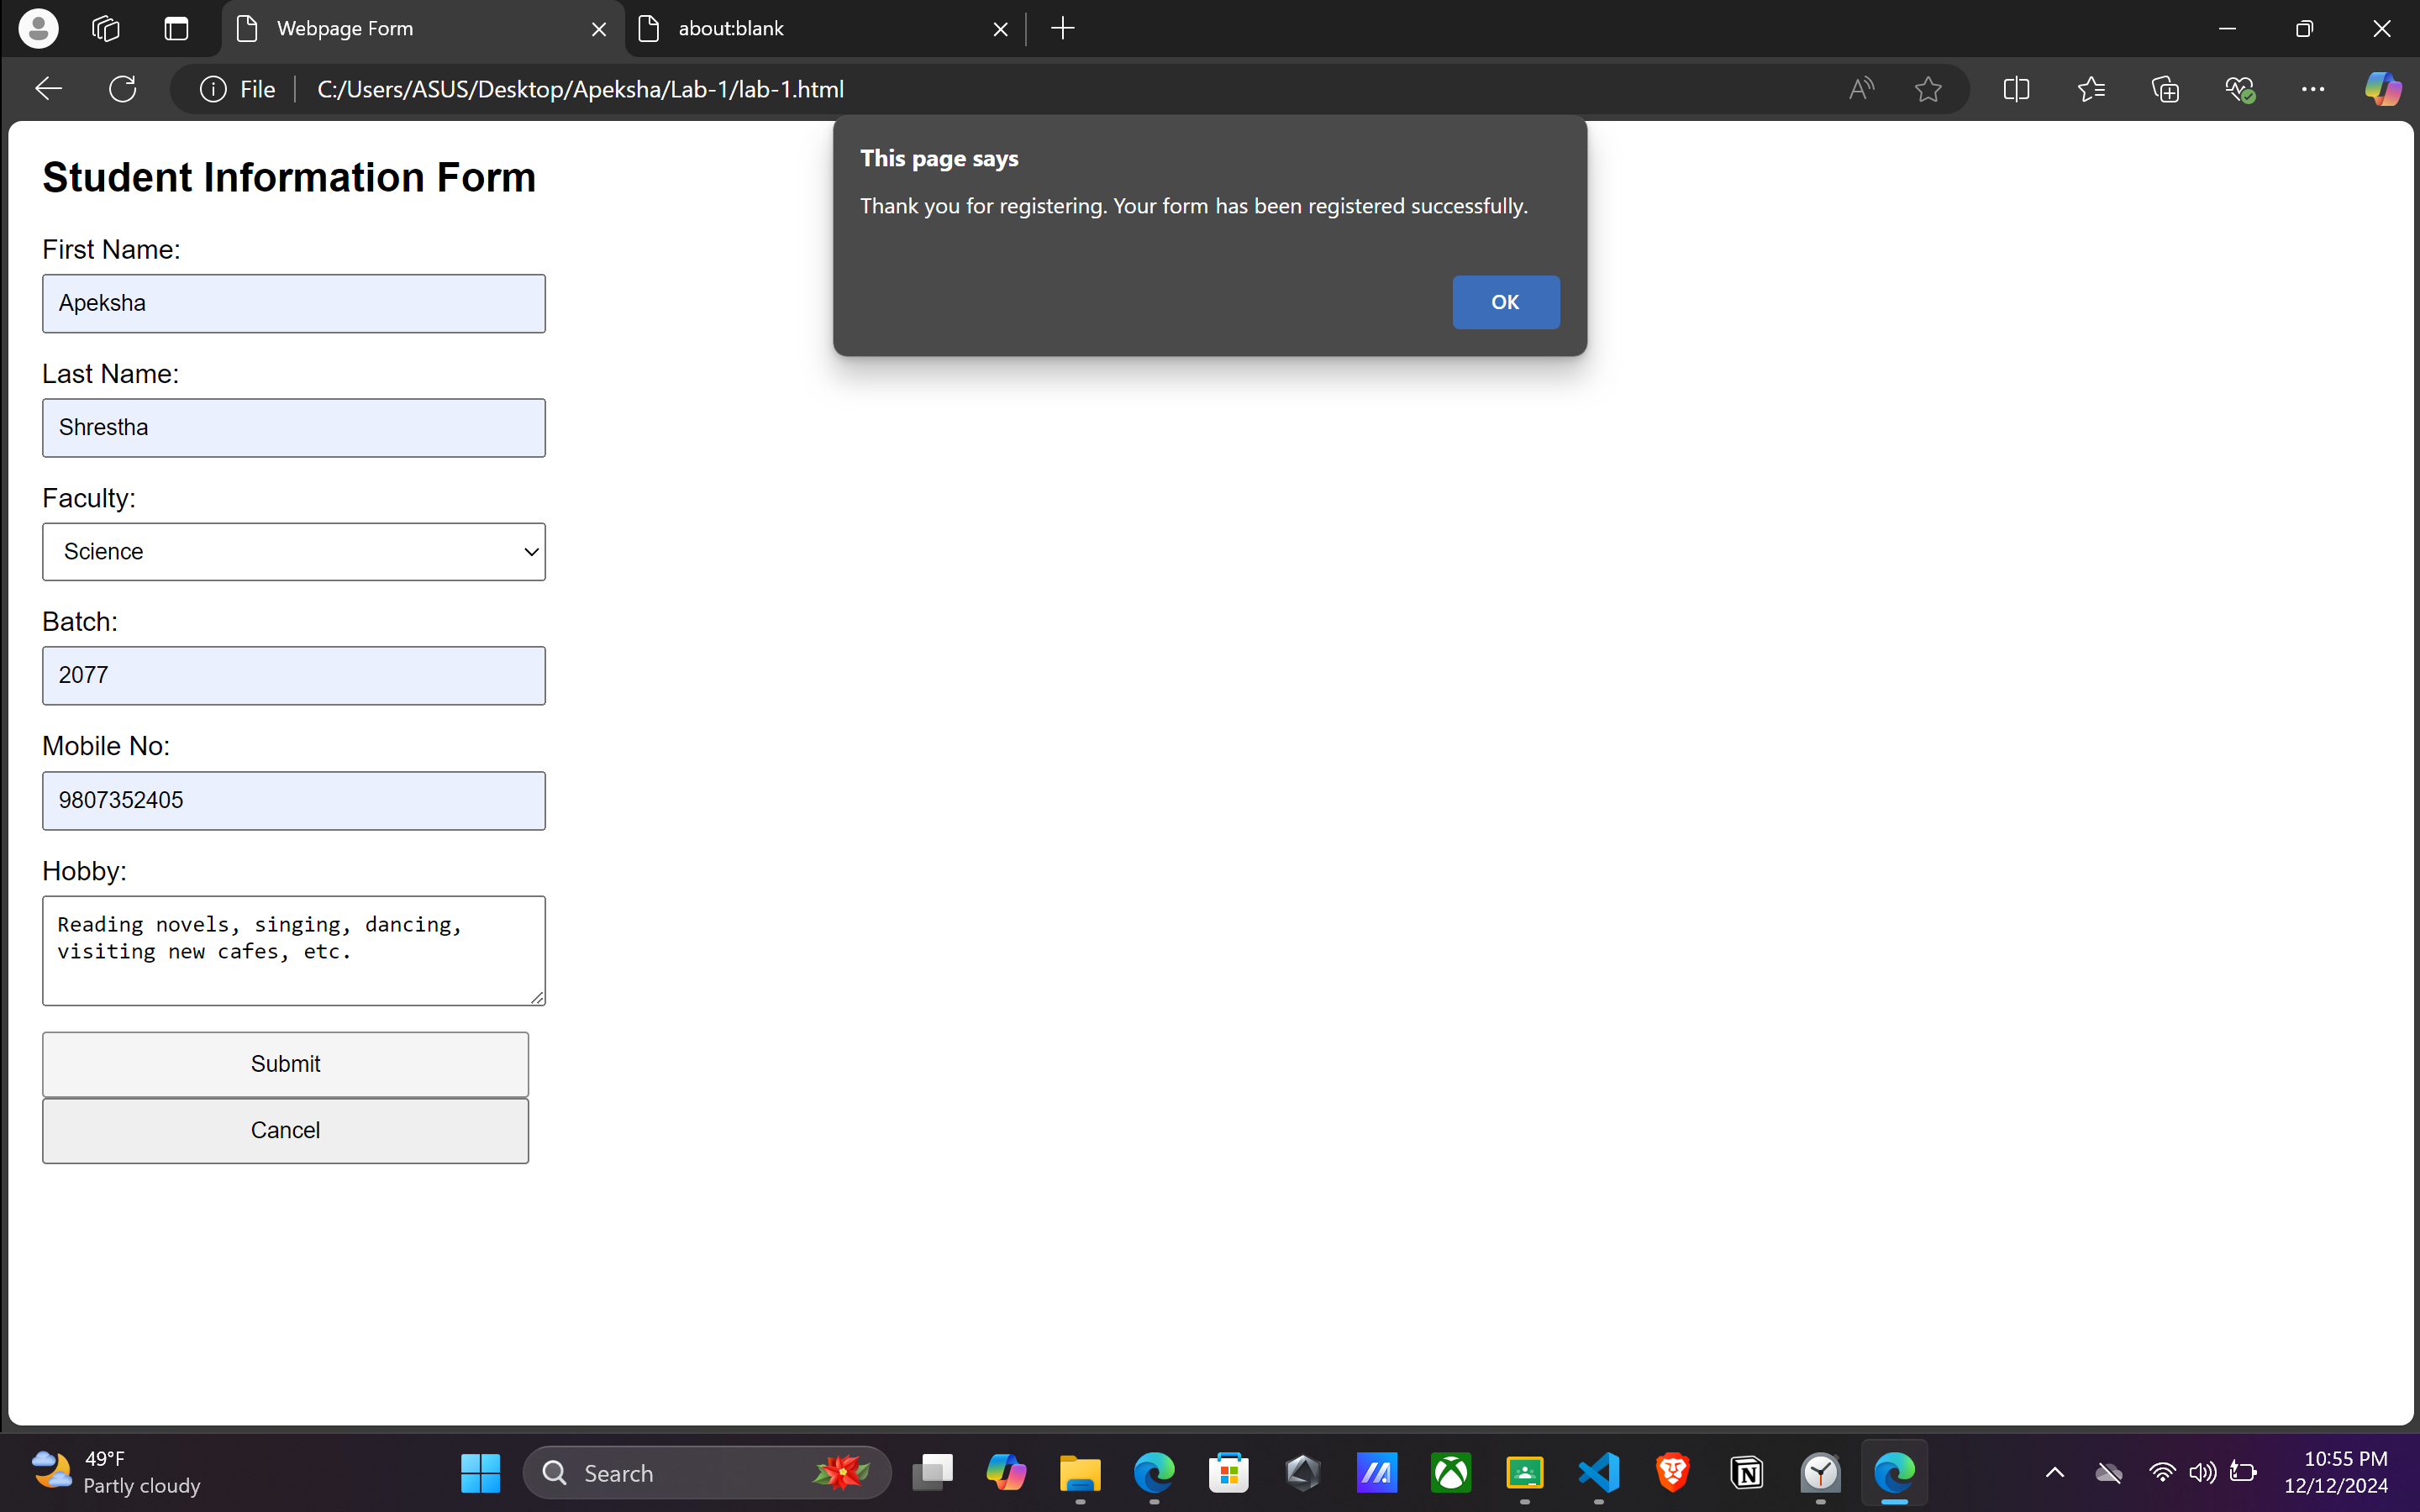 Webpage Form
about:blank
File
C:/Users/ASUS/Desktop/Apeksha/Lab-1/lab-1.html
This page says
Thank you for registering. Your form has been registered successfully.
OK
Student Information Form
First Name:
Apeksha
Last Name:
Shrestha
Faculty:
Science
Batch:
2077
Mobile No:
9807352405
Hobby:
Reading novels, singing, dancing,
visiting new cafes, etc.
Submit
Cancel
49°F
Partly cloudy
Search
10:55 PM
12/12/2024